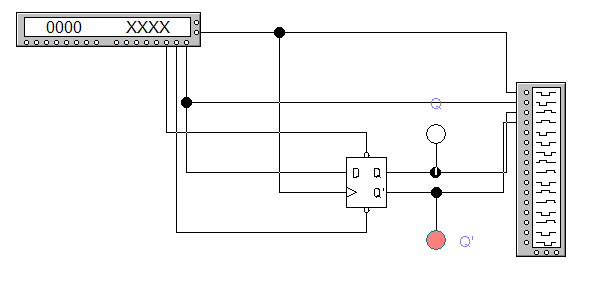 0000 XXXX
Q
D Q
Q'
Q'